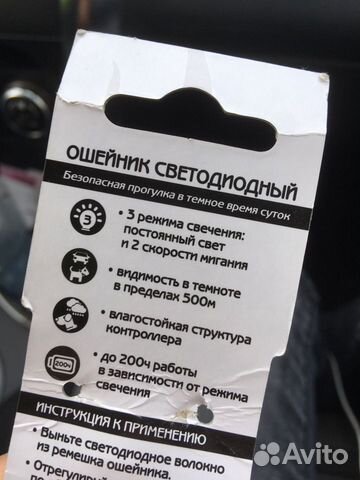 ОШЕЙНИК СВЕТОДИОДНЫЙ
Безопасная прогулка в темное время суток
3
• 3 режима свечения:
постоянный свет
и 2 скорости мигания
• видимость в темноте
в пределах 500м
• влагостойкая структура
контроллера
200ч
• до 200ч работы
в зависимости от режима
свечения
ИНСТРУКЦИЯ К ПРИМЕНЕНИЮ
• Выньте светодиодное волокно
из ремешка ошейника.
• Отрегулируй
Avito